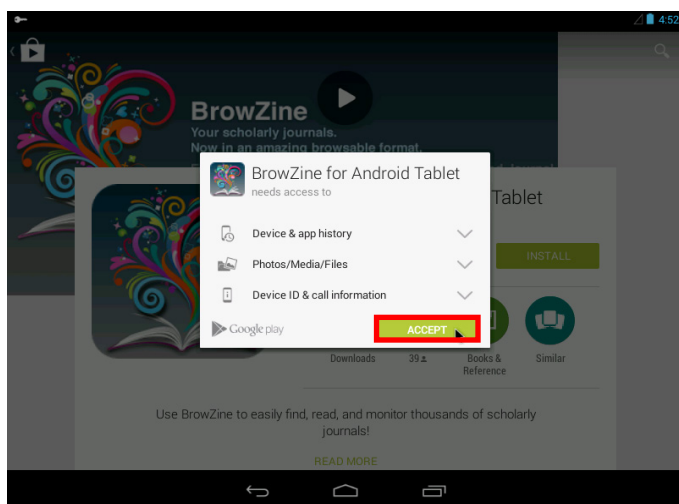 4:52
BrowZine
Your scholarly journals.
Now in an amazing browsable format.
BrowZine for Android Tablet
needs access to
Tablet
Device & app history
INSTALL
Photos/Media/Files
Device ID & call information
Google play
ACCEPT
Downloads
39
Books &
Reference
Similar
Use BrowZine to easily find, read, and monitor thousands of scholarly
journals!
READ MORE